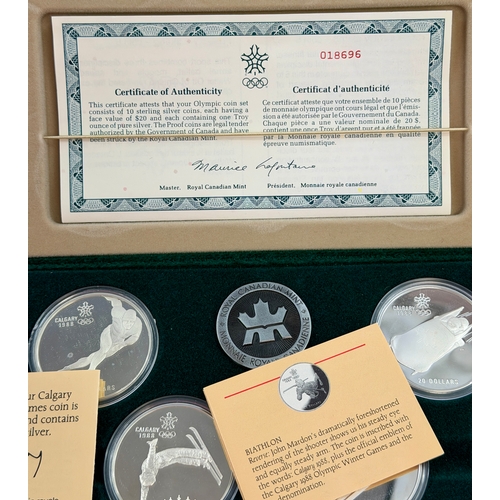 018696
Certificate of Authenticity
This certificate attests that your Olympic coin set
consists of 10 sterling silver coins, each having a
face value of $20 and each containing one Troy
ounce of pure silver. The Proof coins are legal tender
authorized by the Government of Canada and have
been struck by the Royal Canadian Mint.
Certificat d'authenticité
Ce certificat atteste que votre ensemble de 10 pièces
de monnaie olympiques ont cours légal et que l'émission
a été autorisée par le Gouvernement du Canada.
Chaque pièce a une valeur nominale de 20 $,
contient une once Troy d'argent pur et a été frappée
par la Monnaie royale canadienne en qualité
épreuve numismatique.
Maurice Lafontaine
Master, Royal Canadian Mint
Président, Monnaie royale canadienne
CALGARY
1988
ROYAL CANADIAN MINT
MONNAIE ROYALE CANADIENNE
CALGARY
1988
20 DOLLARS
ur Calgary
mes coin is
nd contains
silver.
CALGARY
1988
BIATHLON
Reverse: John Mardon's dramatically foreshortened
rendering of the shooter shows us his steady eye
and equally steady arm. The coin is inscribed with
the words: Calgary 1988, plus the official emblem of
the Calgary 1988 Olympic Winter Games and the
denomination.